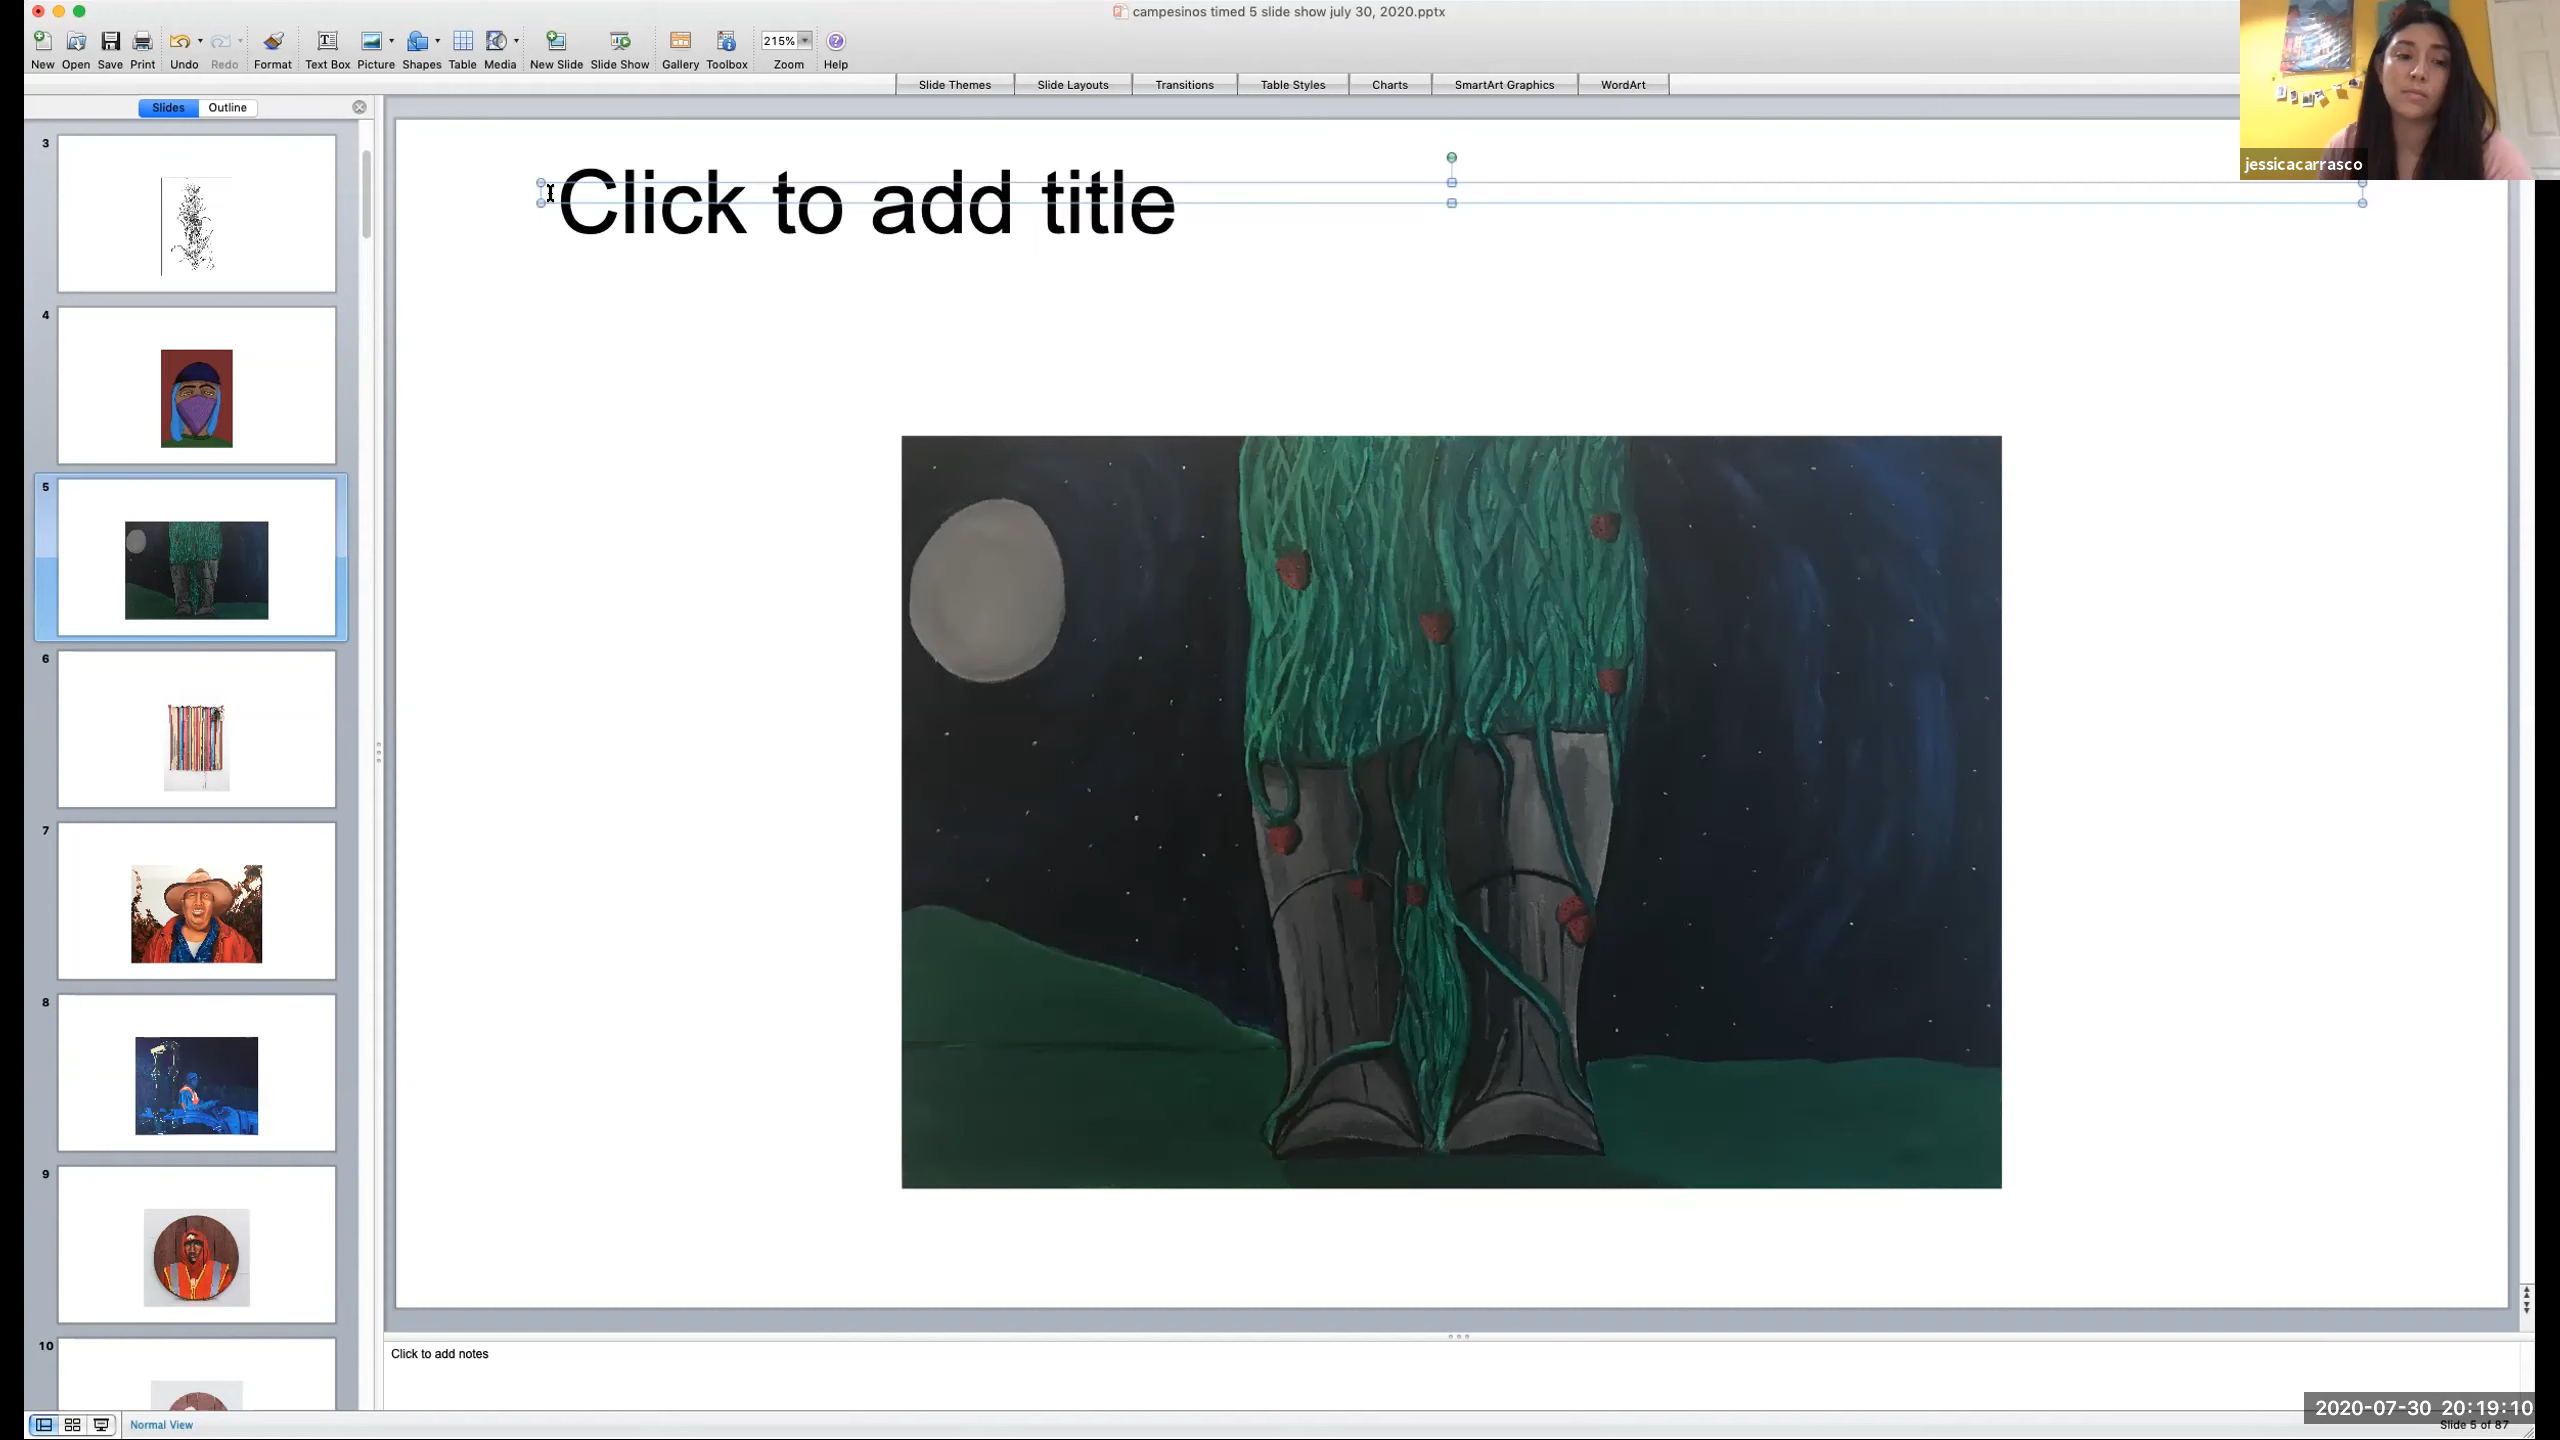 campesinos timed 5 slide show july 30, 2020.pptx
New Open Save Print Undo Redo Format Text Box Picture Shapes Table Media New Slide Slide Show Gallery Toolbox 215% Zoom Help
Slide Themes Slide Layouts Transitions Table Styles Charts SmartArt Graphics WordArt
Slides Outline
jessicacarrasco
3
Click to add title
4
5
6
7
8
9
10
Click to add notes
2020-07-30 20:19:10
Normal View
Slide 5 of 87